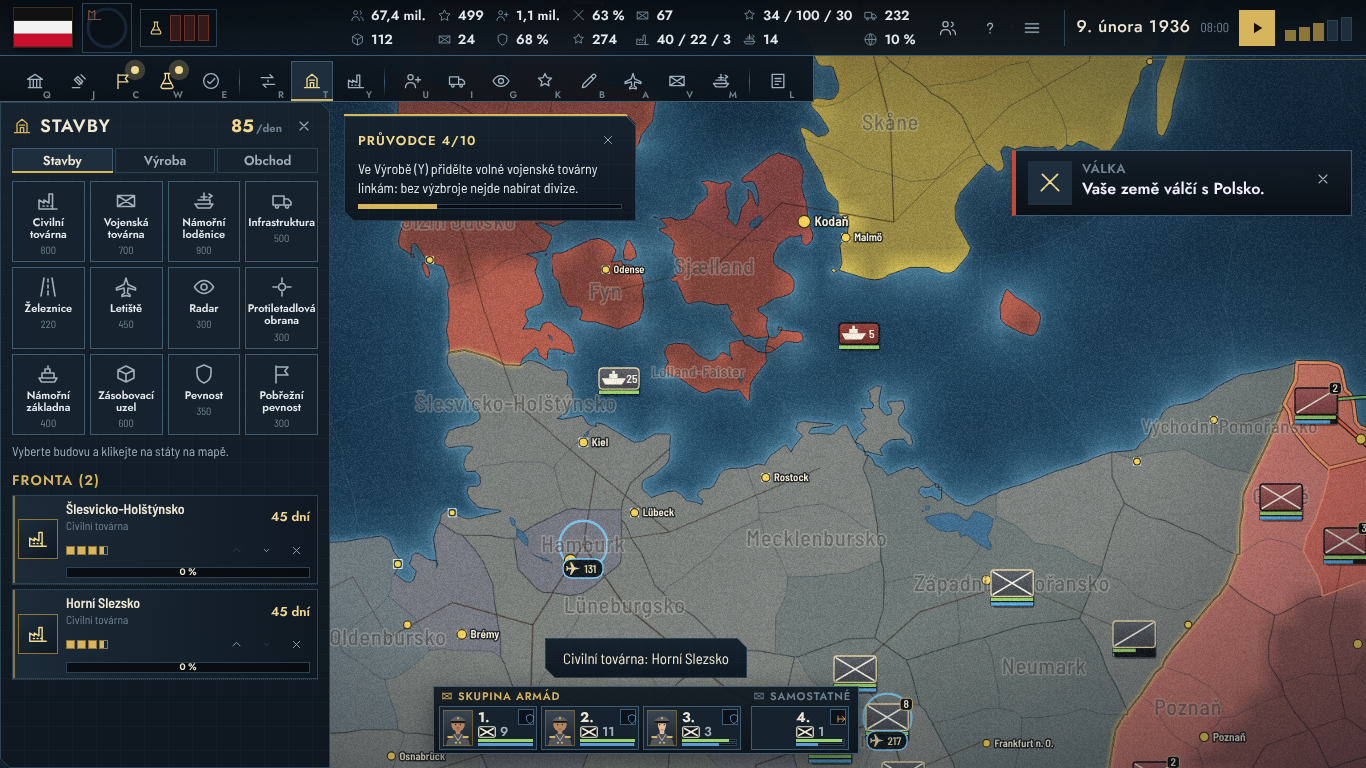 67,4 mil.
499
1,1 mil.
63 %
67
34 / 100 / 30
232
112
24
68 %
274
40 / 22 / 3
14
10 %
?
9. února 1936
08:00
Q
J
C
W
E
R
T
Y
U
I
G
K
B
A
V
M
L
STAVBY
85 /den
Stavby
Výroba
Obchod
Civilní továrna
800
Vojenská továrna
700
Námořní loděnice
900
Infrastruktura
500
Železnice
220
Letiště
450
Radar
300
Protiletadlová obrana
300
Námořní základna
400
Zásobovací uzel
600
Pevnost
350
Pobřežní pevnost
300
Vyberte budovu a klikejte na státy na mapě.
FRONTA (2)
Šlesvicko-Holštýnsko
Civilní továrna
45 dní
0 %
Horní Slezsko
Civilní továrna
45 dní
0 %
PRŮVODCE 4/10
Ve Výrobě (Y) přidělte volné vojenské továrny
linkám: bez výzbroje nejde nabírat divize.
VÁLKA
Vaše země válčí s Polskem.
Skåne
Kodaň
Malmö
Jižní Jutsko
Odense
Sjælland
Fyn
5
25
Lolland-Falster
Šlesvicko-Holštýnsko
Kiel
Rostock
Lübeck
Hamburk
131
Mecklenbursko
Lüneburgsko
Oldenbursko
Brémy
Východní Pomořansko
2
3
Neumark
Poznaň
Poznaň
Frankfurt n. O.
Osnabrück
8
217
2
Civilní továrna: Horní Slezsko
SKUPINA ARMÁD
SAMOSTATNÉ
1.
9
2.
11
3.
3
4.
1